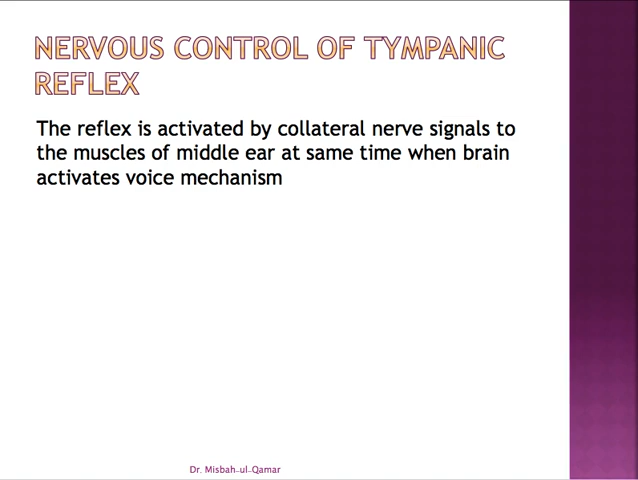 NERVOUS CONTROL OF TYMPANIC
REFLEX
The reflex is activated by collateral nerve signals to
the muscles of middle ear at same time when brain
activates voice mechanism
Dr. Misbah-ul-Qamar